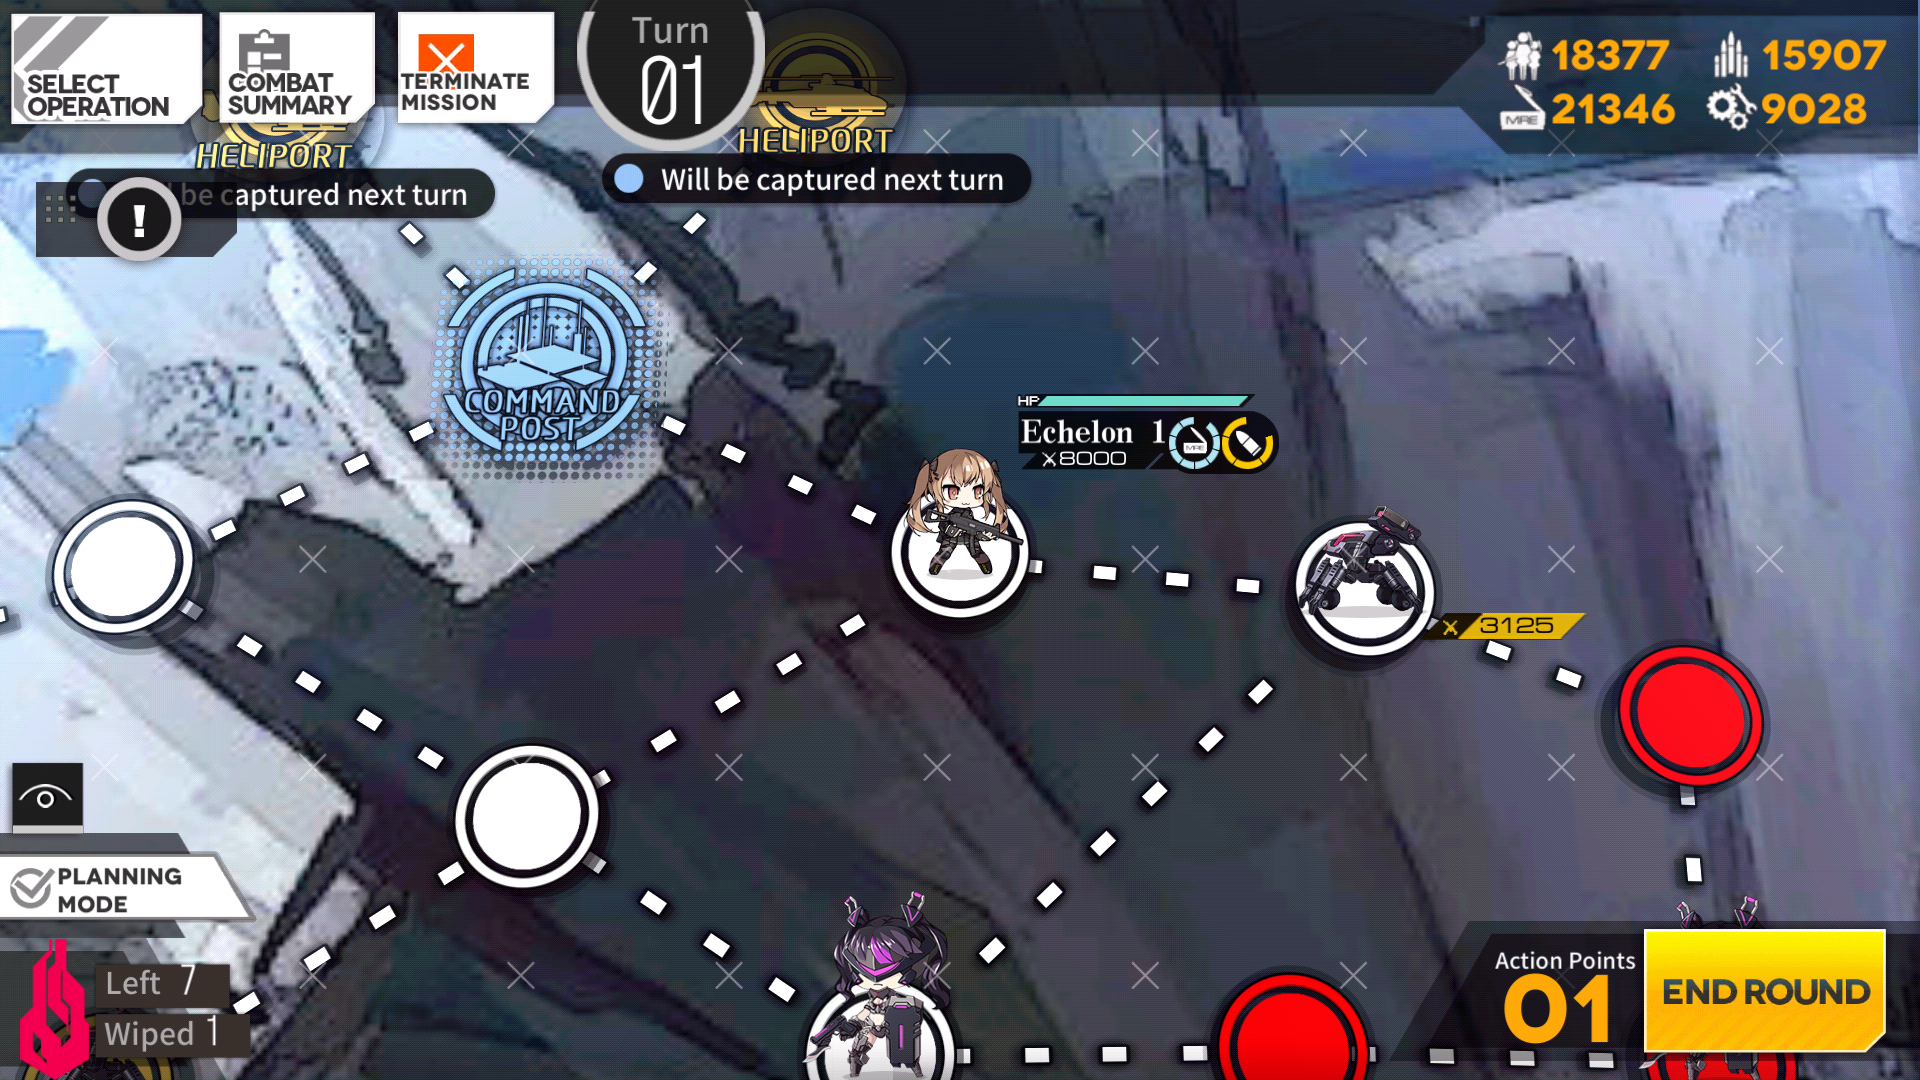 SELECT
OPERATION
COMBAT
SUMMARY
TERMINATE
MISSION
Turn
01
18377
15907
MRE
21346
9028
HELIPORT
HELIPORT
be captured next turn
Will be captured next turn
!
COMMAND
POST
HP
Echelon 1
8000
MRE
3125
PLANNING
MODE
Left 7
Wiped 1
Action Points
01
END ROUND